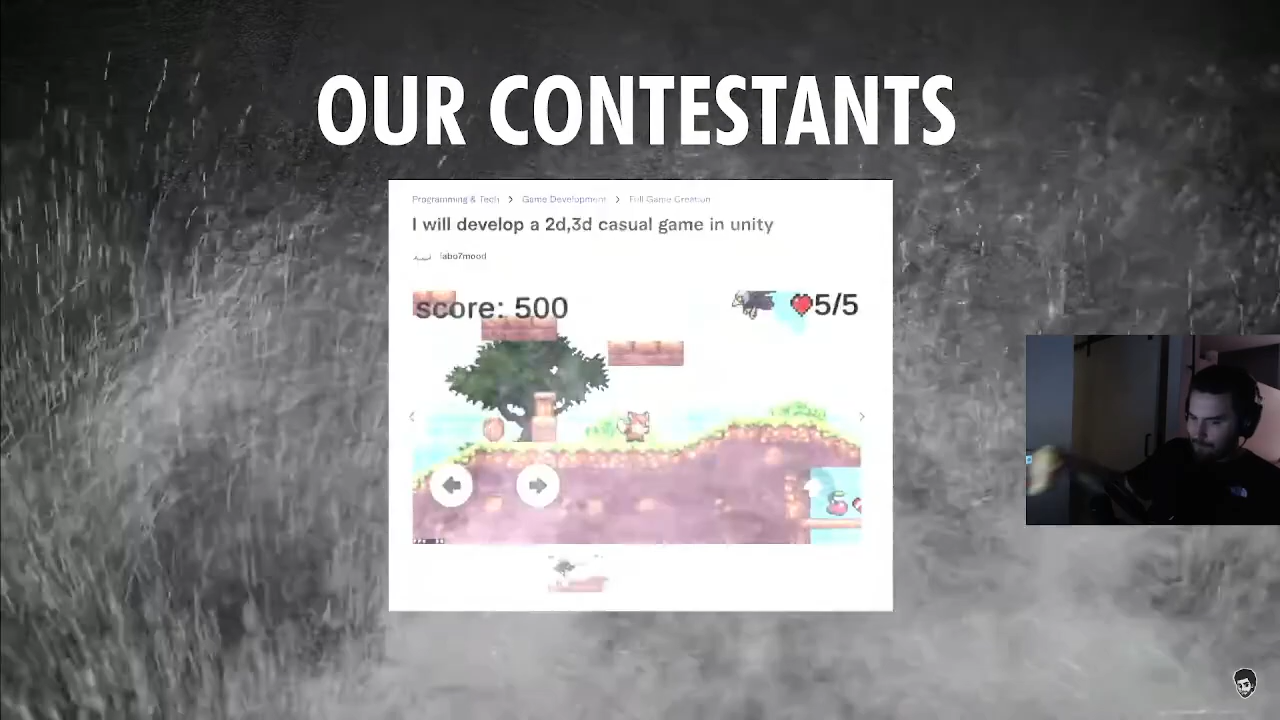 OUR CONTESTANTS
Programming & Tech > Game Development > Full Game Creation
I will develop a 2d,3d casual game in unity
score: 500
5/5